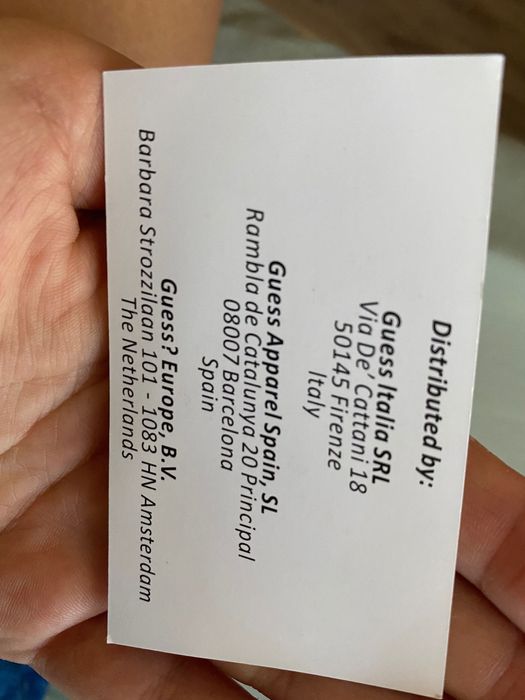 Distributed by:
Guess Italia SRL
Via De' Cattani 18
50145 Firenze
Italy
Guess Apparel Spain, SL
Rambla de Catalunya 20 Principal
08007 Barcelona
Spain
Guess? Europe, B.V.
Barbara Strozzilaan 101 - 1083 HN Amsterdam
The Netherlands